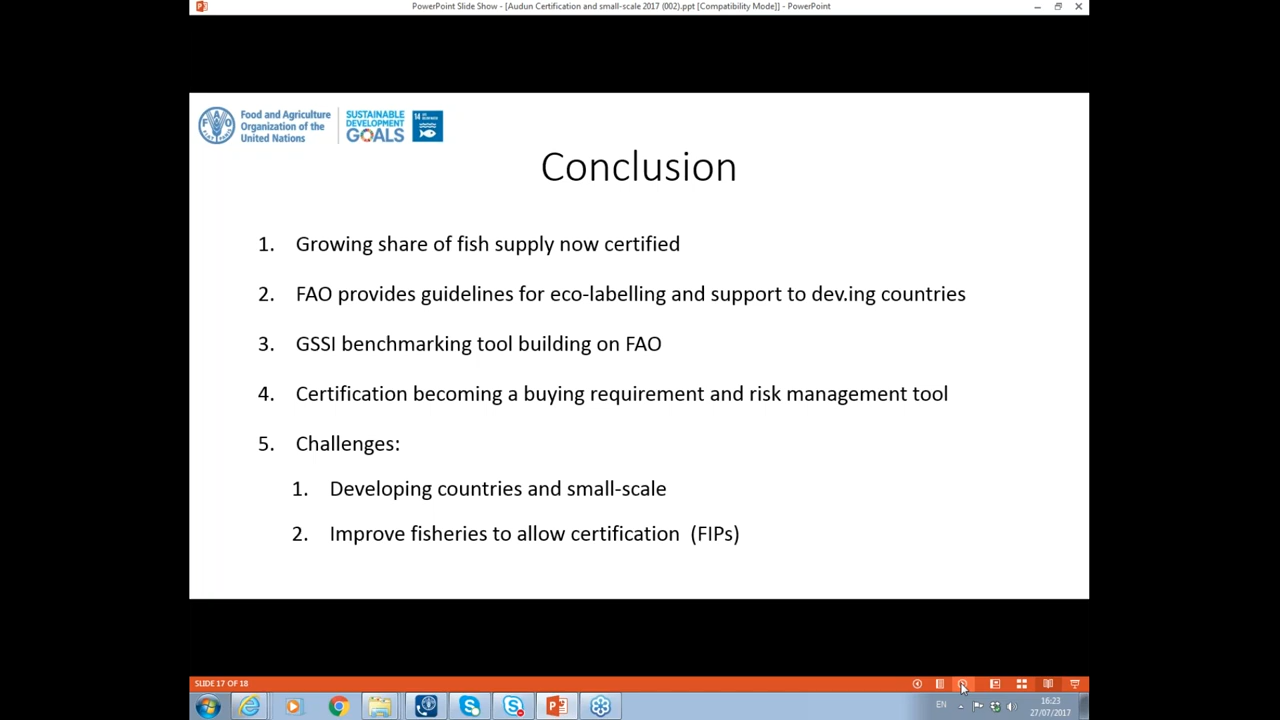 PowerPoint Slide Show - [Audun Certification and small-scale 2017 (002).ppt [Compatibility Mode]] - PowerPoint
Food and Agriculture
Organization of the
United Nations
SUSTAINABLE
DEVELOPMENT
GOALS
14
Conclusion
1. Growing share of fish supply now certified
2. FAO provides guidelines for eco-labelling and support to dev.ing countries
3. GSSI benchmarking tool building on FAO
4. Certification becoming a buying requirement and risk management tool
5. Challenges:
1. Developing countries and small-scale
2. Improve fisheries to allow certification (FIPs)
SLIDE 17 OF 18
EN
16:23
27/07/2017